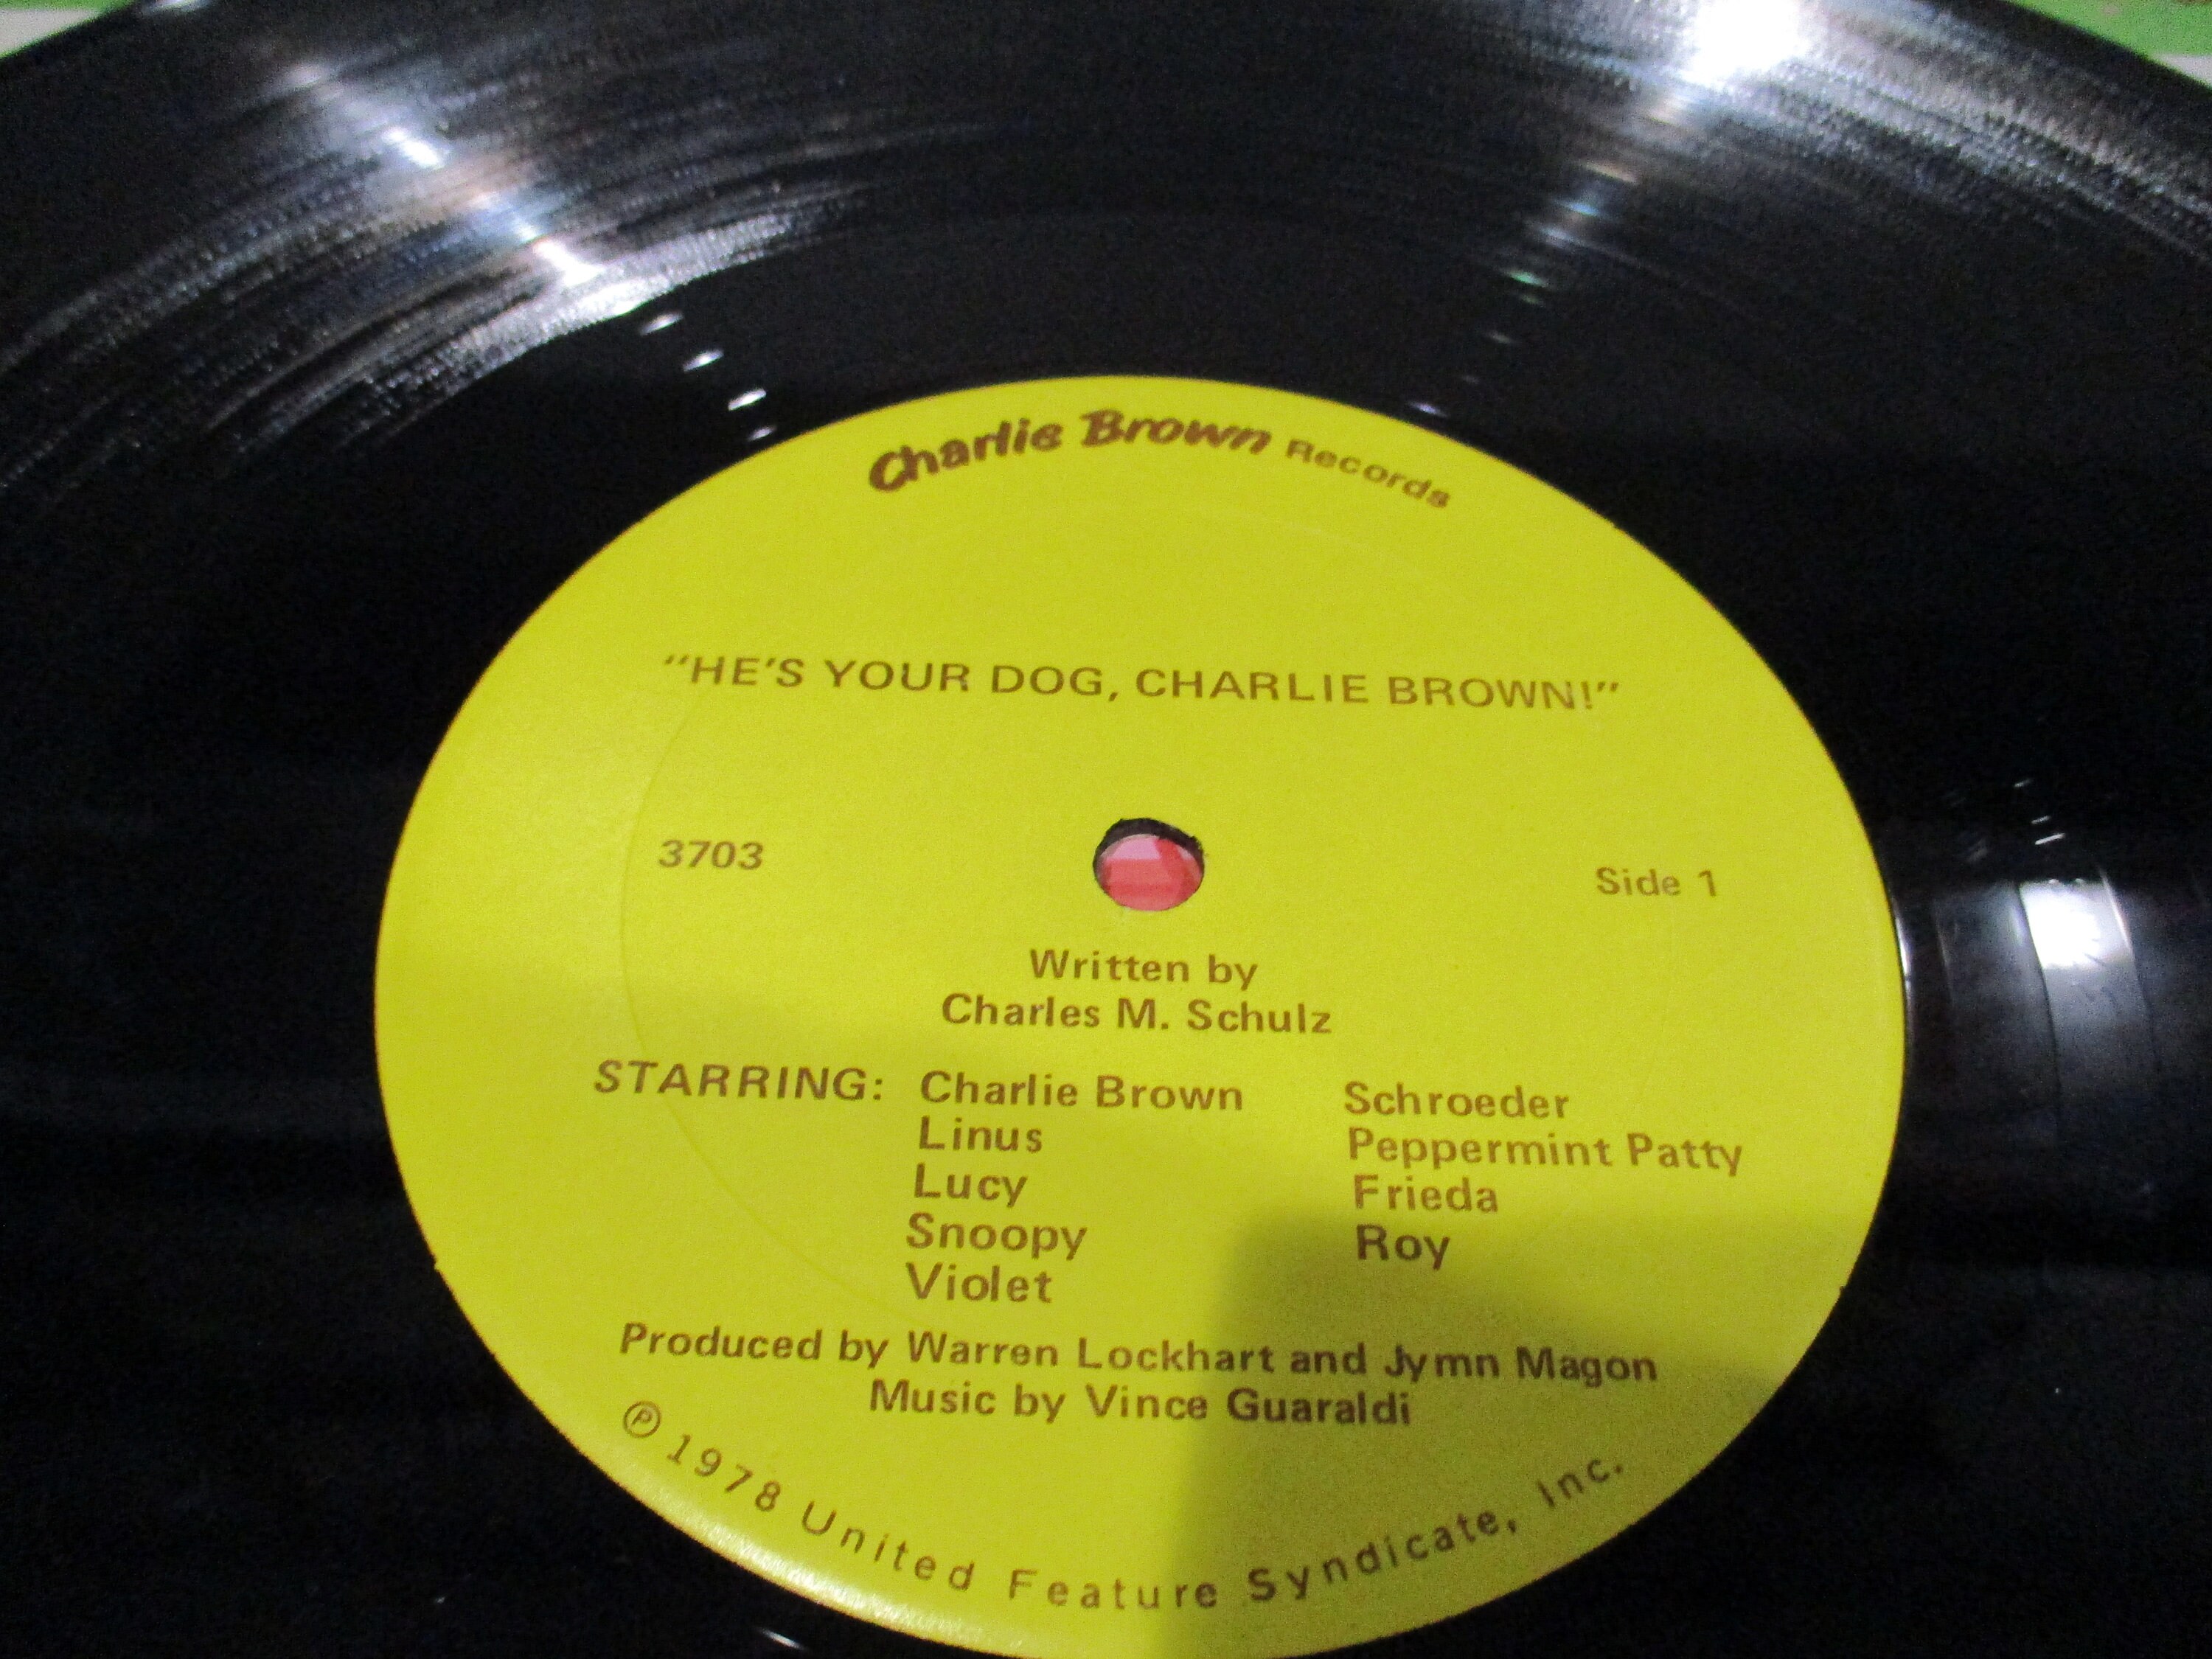 Charlie Brown Records
“HE’S YOUR DOG, CHARLIE BROWN!”
3703
Side 1
Written by
Charles M. Schulz
STARRING: Charlie Brown Schroeder
Linus Peppermint Patty
Lucy Frieda
Snoopy Roy
Violet
Produced by Warren Lockhart and Jymn Magon
Music by Vince Guaraldi
℗ 1978 United Feature Syndicate, Inc.